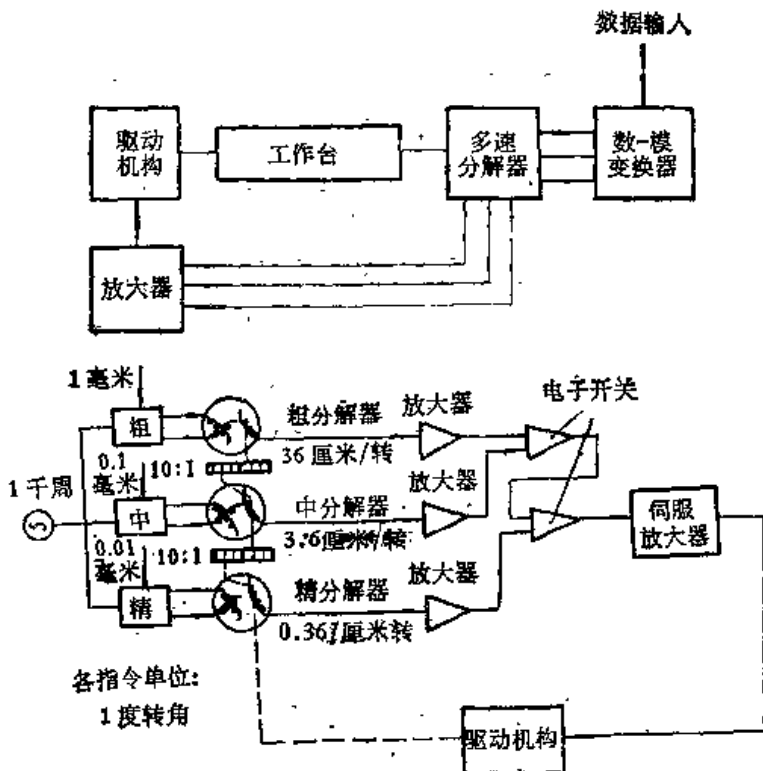 数据输入
驱动
机构
工作台
多速
分解器
数-模
变换器
放大器
1毫米
粗
粗分解器
36厘米/转
放大器
电子开关
10:1
0.1
毫米
1千周
中
中分解器
3.6厘米/转
放大器
伺服
放大器
0.01
毫米
10:1
精
精分解器
0.36/厘米转
放大器
各指令单位:
1度转角
驱动机构